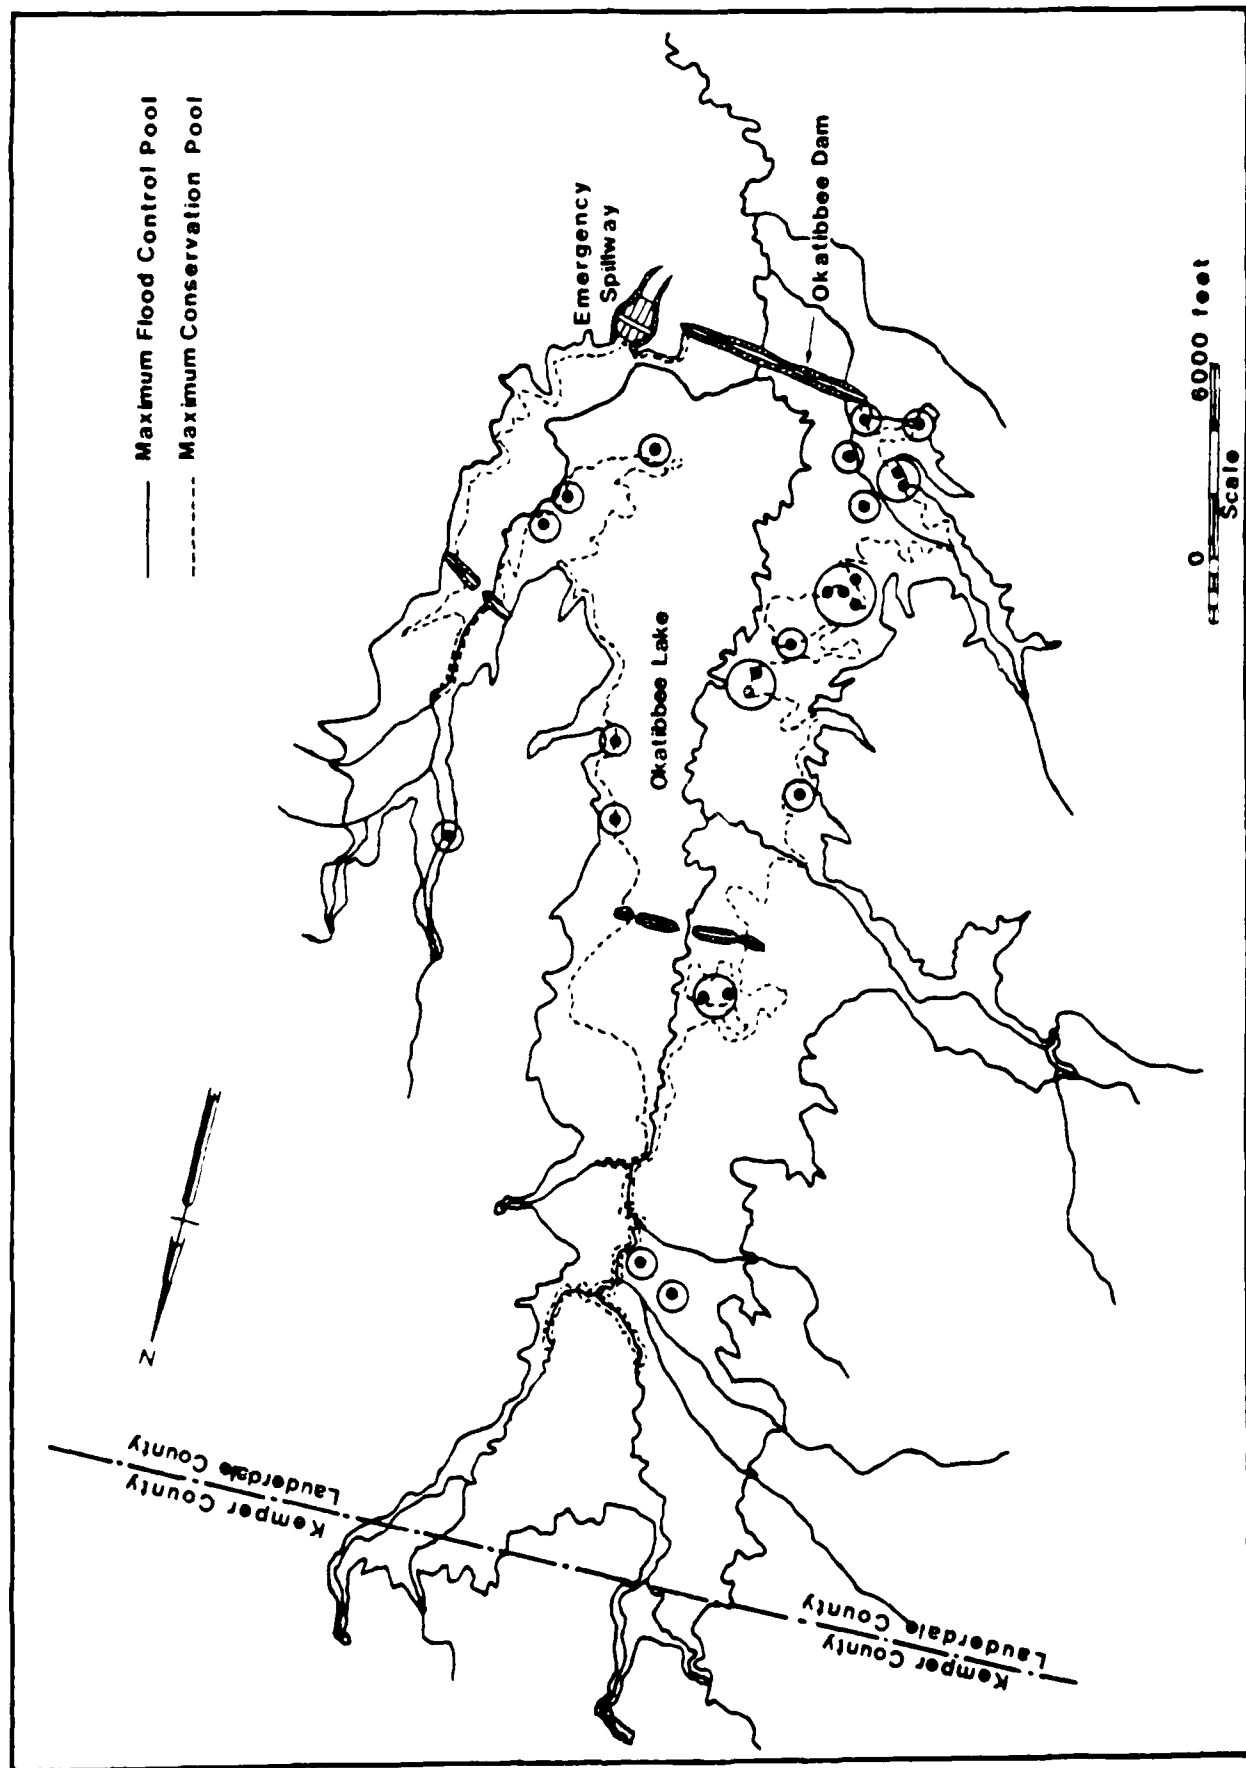 Maximum Flood Control Pool
Maximum Conservation Pool
Emergency
Spillway
Okatibbee Dam
Okatibbee Lake
0 6000 feet
Scale
N
Lauderdale County
Kemper County
Lauderdale County
Kemper County